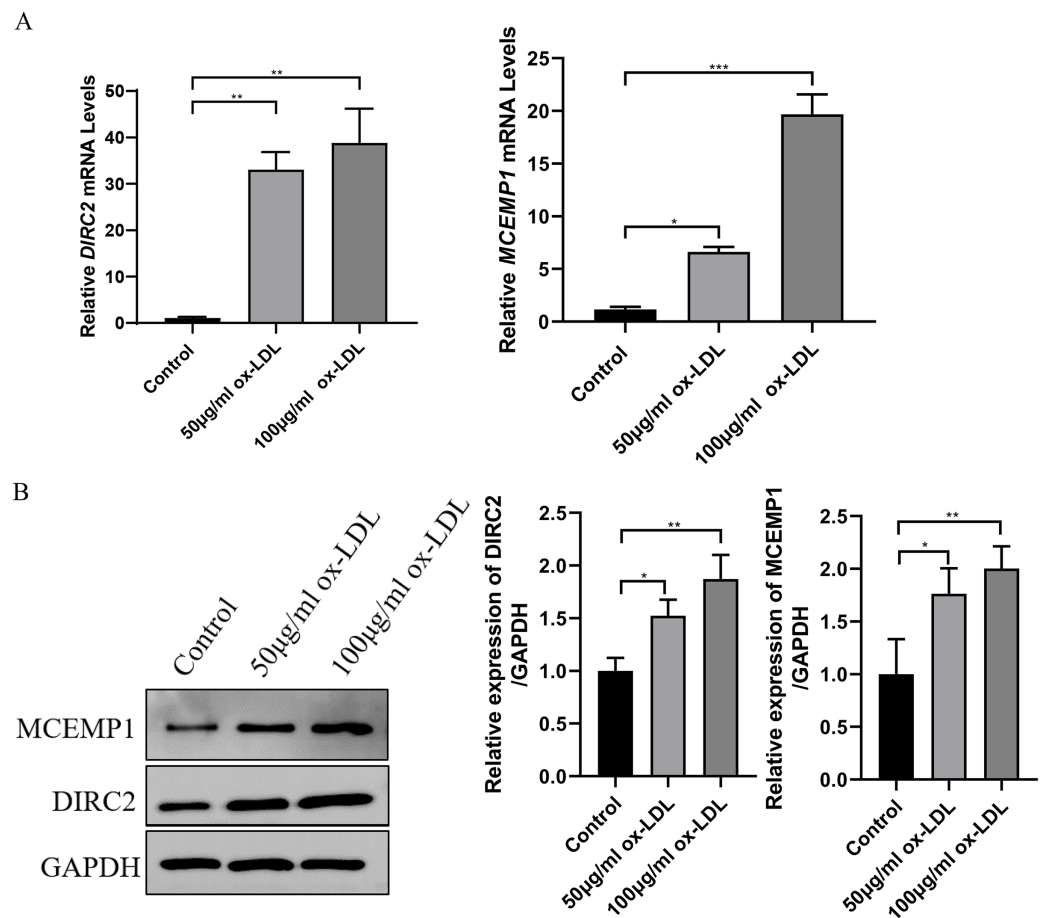 A
Relative DIRC2 mRNA Levels
50
40
30
20
10
0
**
**
Control
50μg/ml ox-LDL
100μg/ml ox-LDL
Relative MCEMP1 mRNA Levels
25
20
15
10
5
0
***
*
Control
50μg/ml ox-LDL
100μg/ml ox-LDL
B
Control
50μg/ml ox-LDL
100μg/ml ox-LDL
MCEMP1
DIRC2
GAPDH
Relative expression of DIRC2
/GAPDH
2.5
2.0
1.5
1.0
0.5
0.0
**
*
Control
50μg/ml ox-LDL
100μg/ml ox-LDL
Relative expression of MCEMP1
/GAPDH
2.5
2.0
1.5
1.0
0.5
0.0
**
*
Control
50μg/ml ox-LDL
100μg/ml ox-LDL